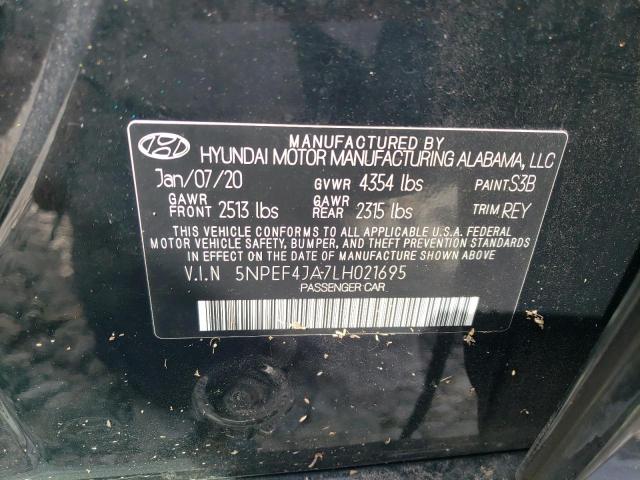 MANUFACTURED BY
HYUNDAI MOTOR MANUFACTURING ALABAMA, LLC
Jan/07/20 GVWR 4354 lbs PAINT S3B
GAWR FRONT 2513 lbs GAWR REAR 2315 lbs TRIM REY
THIS VEHICLE CONFORMS TO ALL APPLICABLE U.S.A. FEDERAL
MOTOR VEHICLE SAFETY, BUMPER, AND THEFT PREVENTION STANDARDS
IN EFFECT ON THE DATE OF MANUFACTURE SHOWN ABOVE.
V.I.N 5NPEF4JA7LH021695
PASSENGER CAR